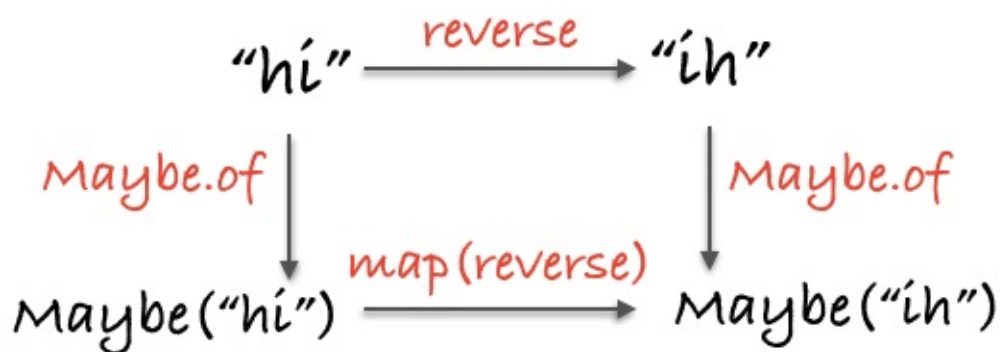 reverse
“hi” “ih”
Maybe.of Maybe.of
map(reverse)
Maybe(“hi”) Maybe(“ih”)